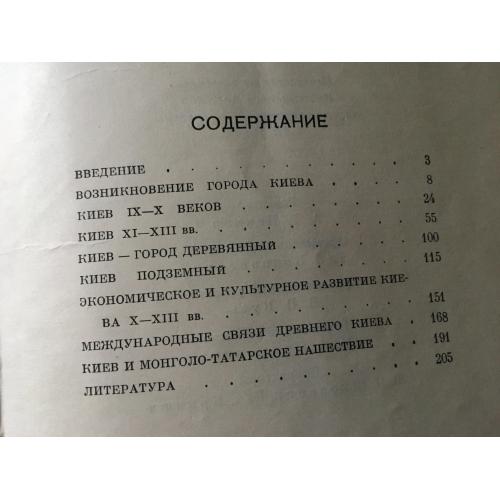 СОДЕРЖАНИЕ
ВВЕДЕНИЕ . . . . . . . . . . . 3
ВОЗНИКНОВЕНИЕ ГОРОДА КИЕВА . . . . 8
КИЕВ IX—X ВЕКОВ . . . . . . . . 24
КИЕВ XI—XIII вв. . . . . . . . . . 55
КИЕВ — ГОРОД ДЕРЕВЯННЫЙ . . . . . 100
КИЕВ ПОДЗЕМНЫЙ . . . . . . . . 115
ЭКОНОМИЧЕСКОЕ И КУЛЬТУРНОЕ РАЗВИТИЕ КИЕ-
ВА X—XIII вв. . . . . . . . . . 151
МЕЖДУНАРОДНЫЕ СВЯЗИ ДРЕВНЕГО КИЕВА . 168
КИЕВ И МОНГОЛО-ТАТАРСКОЕ НАШЕСТВИЕ . . 191
ЛИТЕРАТУРА . . . . . . . . . . 205